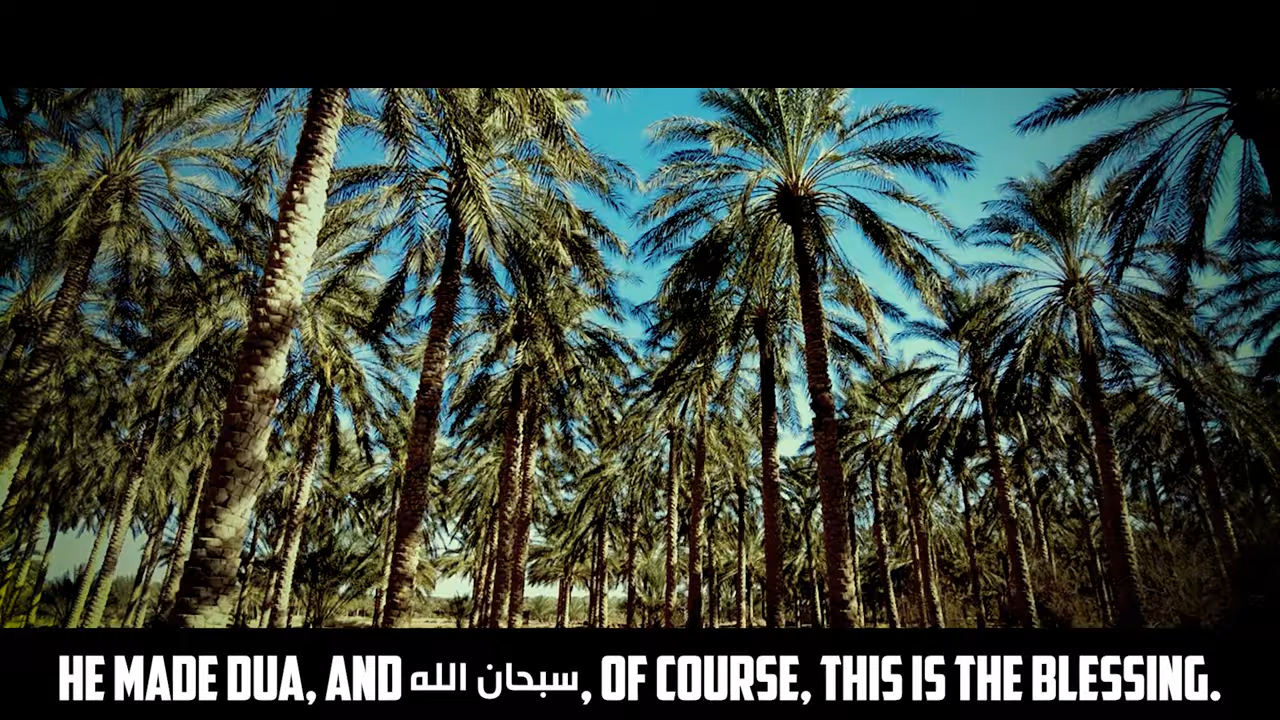 HE MADE DUA, AND سبحان الله, OF COURSE, THIS IS THE BLESSING.